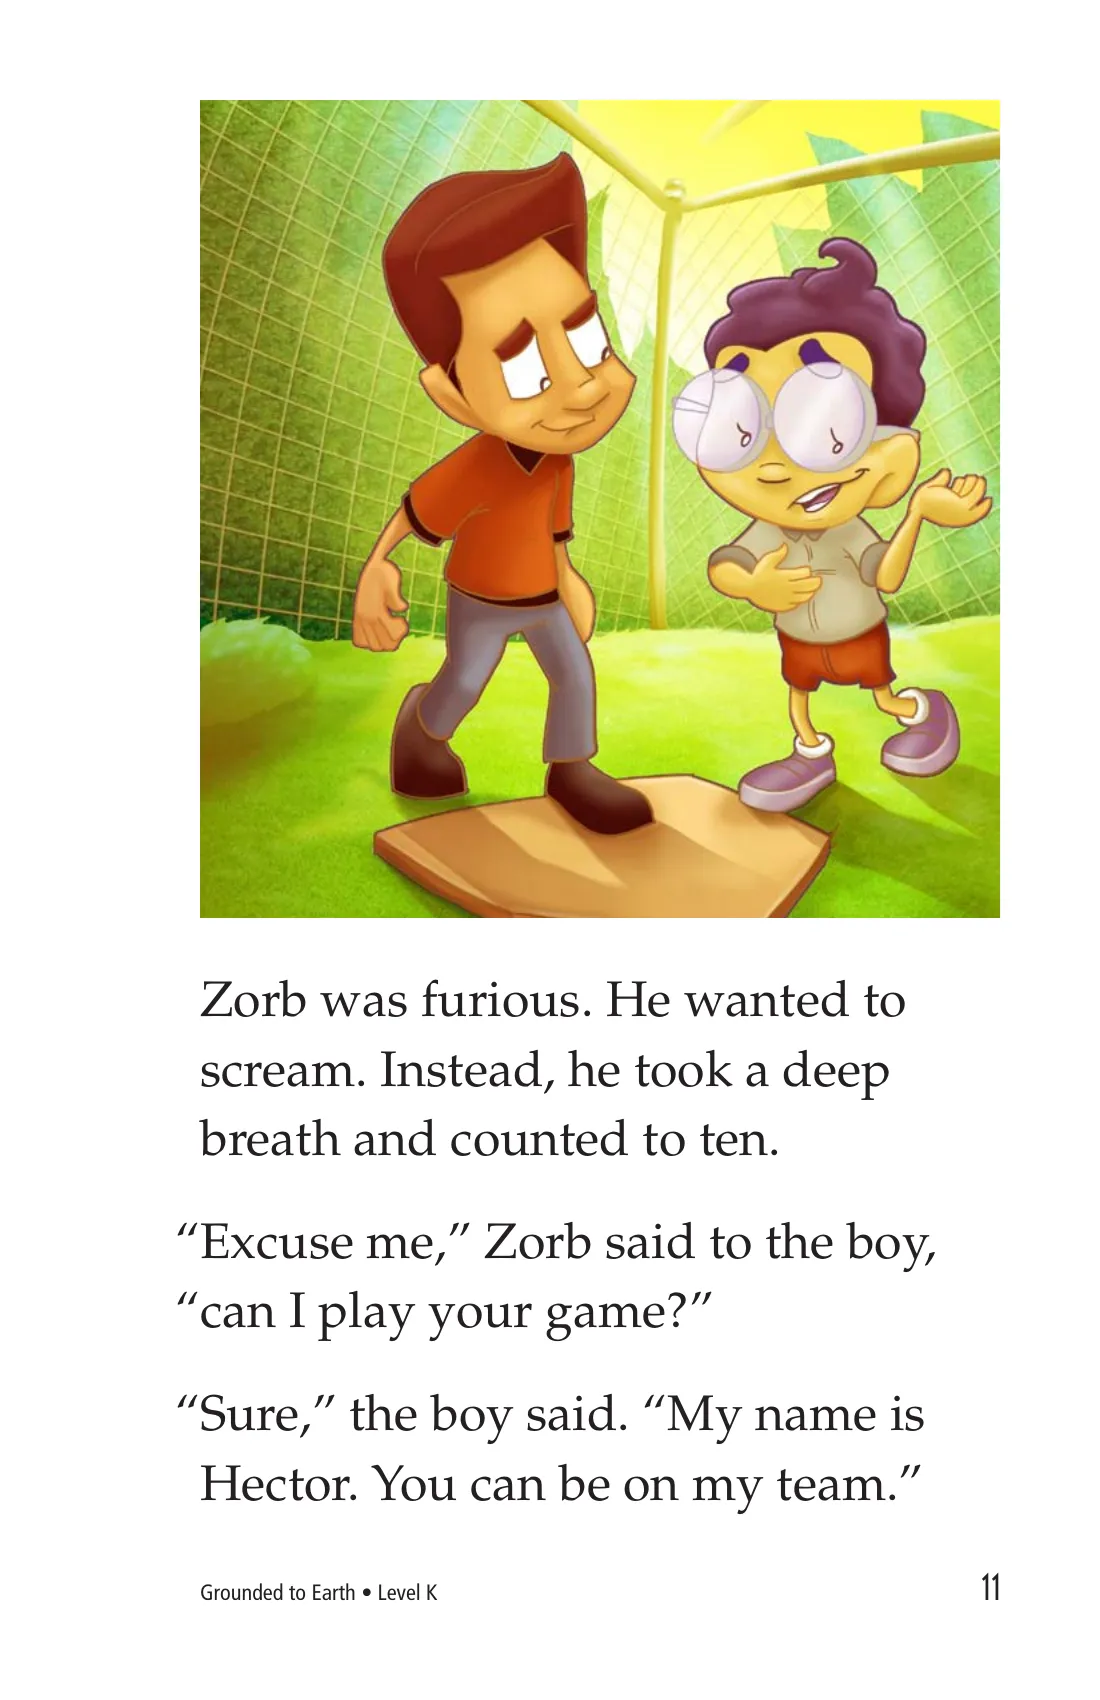 Zorb was furious. He wanted to
scream. Instead, he took a deep
breath and counted to ten.
“Excuse me,” Zorb said to the boy,
“can I play your game?”
“Sure,” the boy said. “My name is
Hector. You can be on my team.”
Grounded to Earth • Level K
11